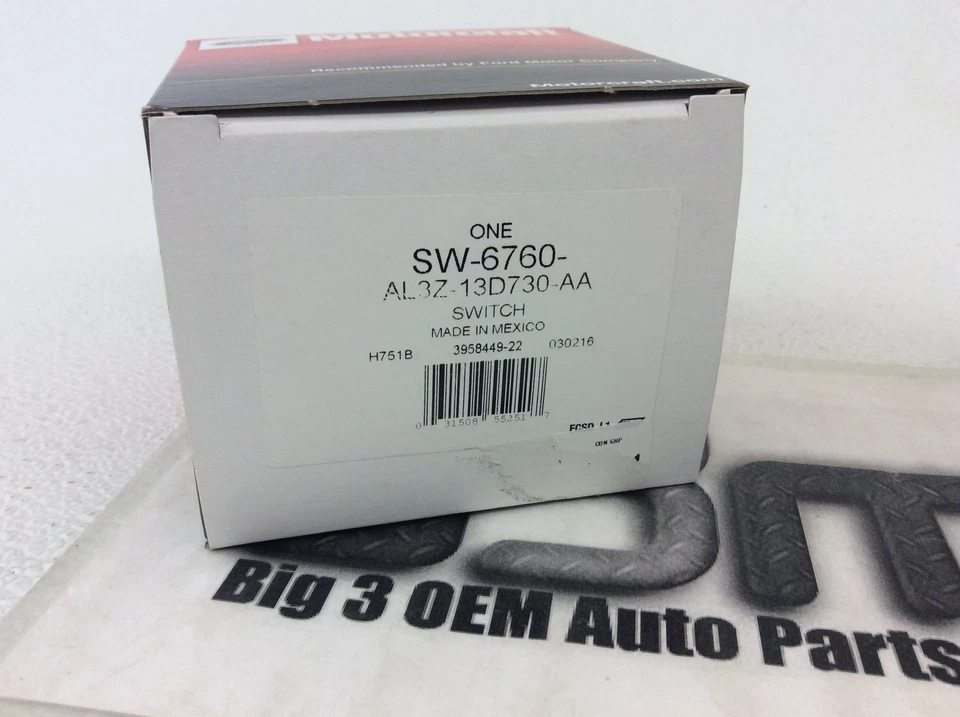 Motorcraft
Recommended by Ford Motor Company
Motorcraft.com
ONE
SW-6760-
AL3Z-13D730-AA
SWITCH
MADE IN MEXICO
H751B 3958449-22 030216
0 31508 55251 7
Big 3 OEM Auto Parts